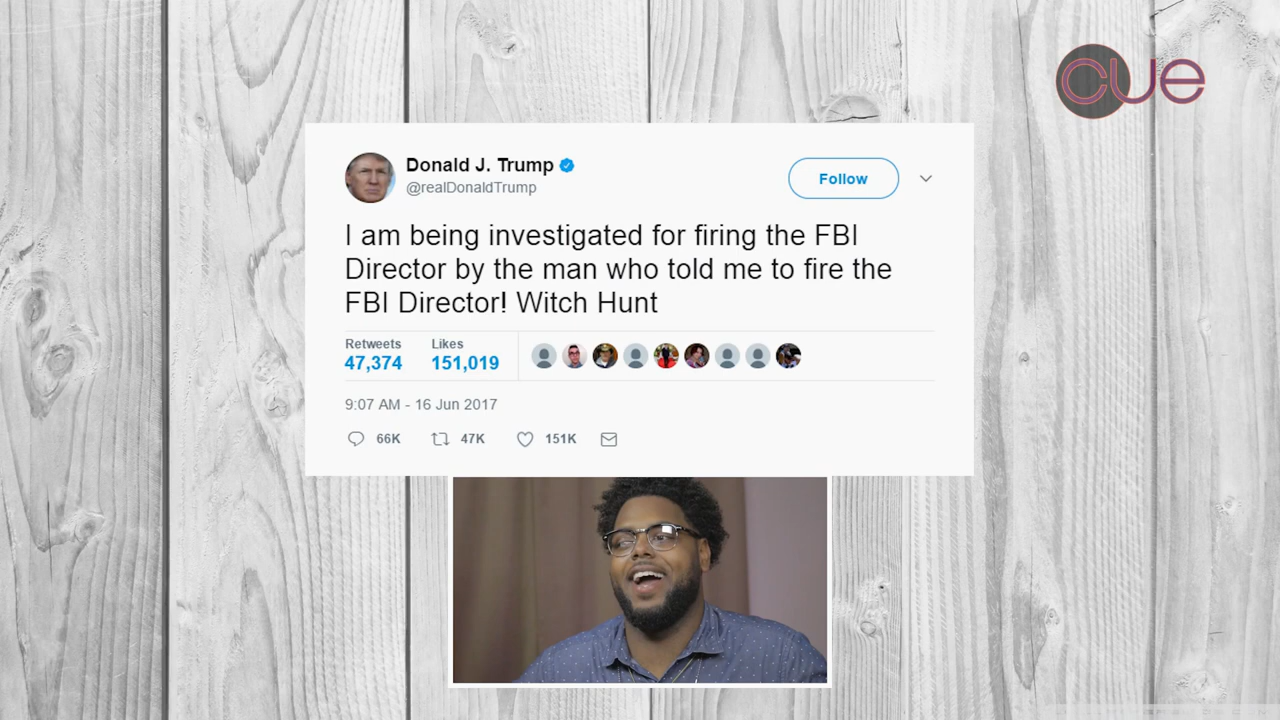 cue
Donald J. Trump
@realDonaldTrump
Follow
I am being investigated for firing the FBI
Director by the man who told me to fire the
FBI Director! Witch Hunt
Retweets Likes
47,374 151,019
9:07 AM - 16 Jun 2017
66K 47K 151K